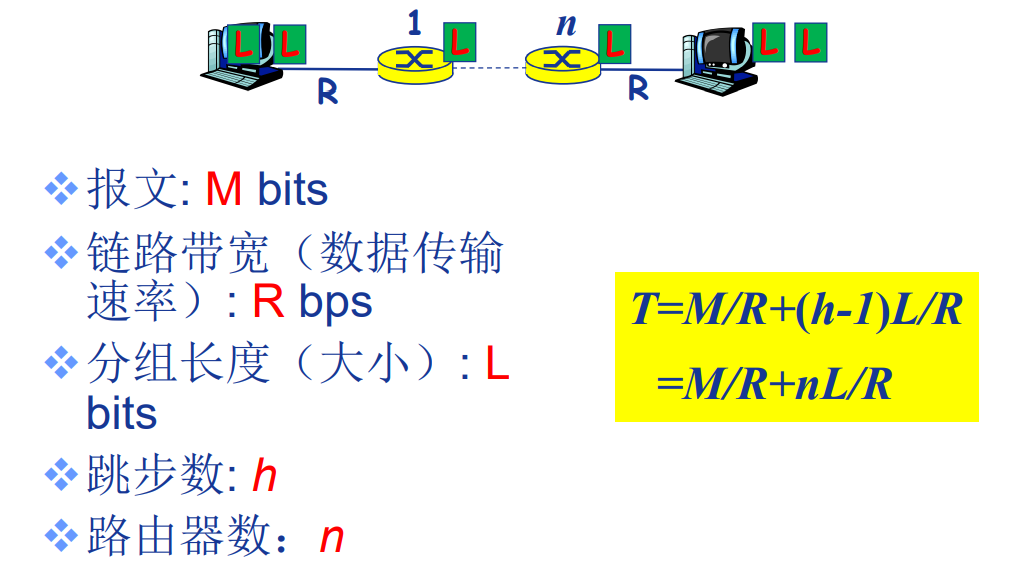 1 n
L L L L L L
R R
报文: M bits
链路带宽（数据传输
速率）: R bps
分组长度（大小）: L
bits
跳步数: h
路由器数：n
T=M/R+(h-1)L/R
=M/R+nL/R